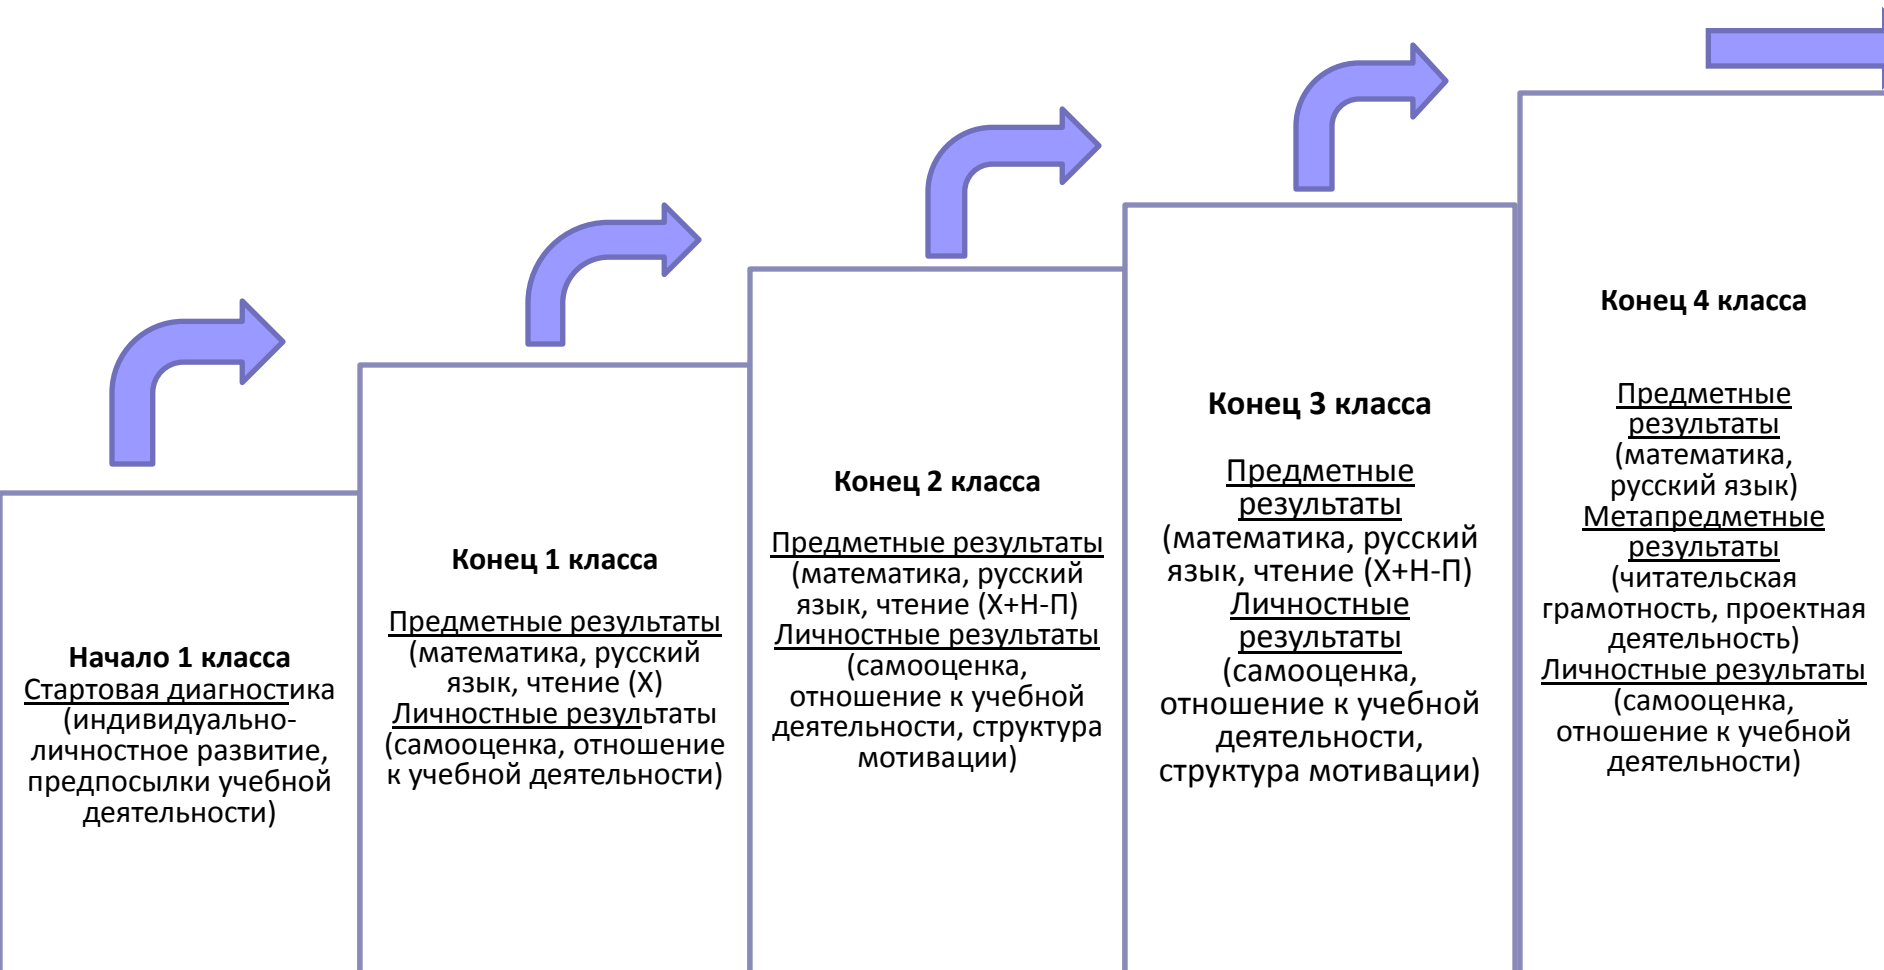 Начало 1 класса
Стартовая диагностика
(индивидуально-
личностное развитие,
предпосылки учебной
деятельности)
Конец 1 класса
Предметные результаты
(математика, русский
язык, чтение (Х)
Личностные результаты
(самооценка, отношение
к учебной деятельности)
Конец 2 класса
Предметные результаты
(математика, русский
язык, чтение (Х+Н-П)
Личностные результаты
(самооценка,
отношение к учебной
деятельности, структура
мотивации)
Конец 3 класса
Предметные
результаты
(математика, русский
язык, чтение (Х+Н-П)
Личностные
результаты
(самооценка,
отношение к учебной
деятельности,
структура мотивации)
Конец 4 класса
Предметные
результаты
(математика,
русский язык)
Метапредметные
результаты
(читательская
грамотность, проектная
деятельность)
Личностные результаты
(самооценка,
отношение к учебной
деятельности)